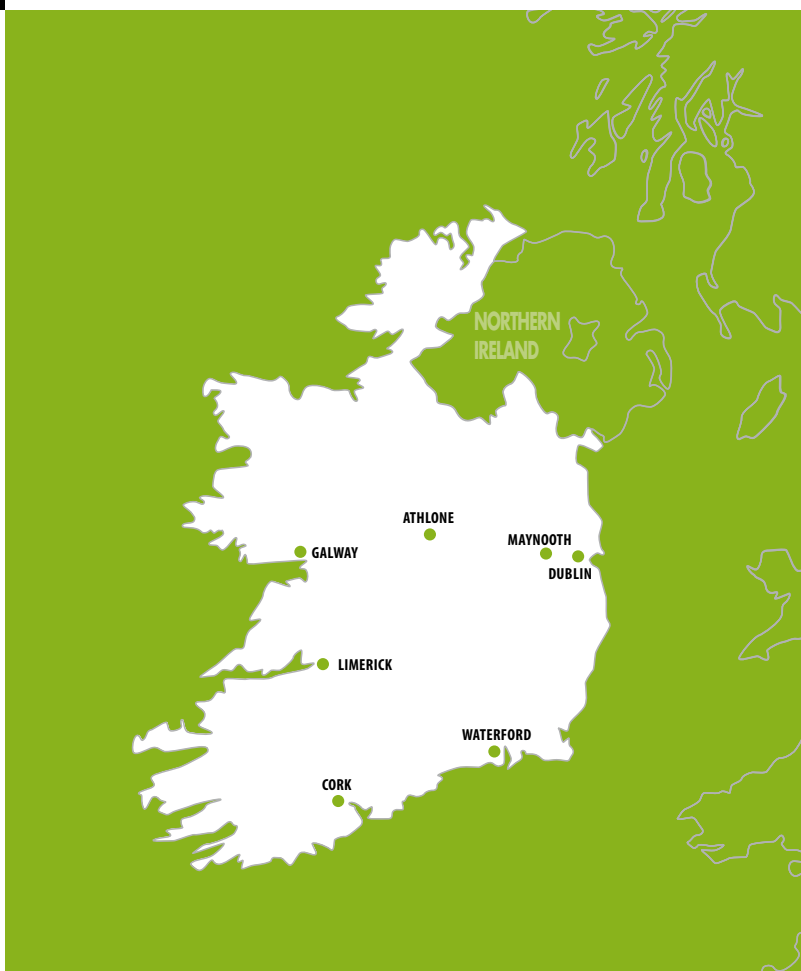 NORTHERN
IRELAND
ATHLONE
MAYNOOTH
GALWAY
DUBLIN
LIMERICK
WATERFORD
CORK